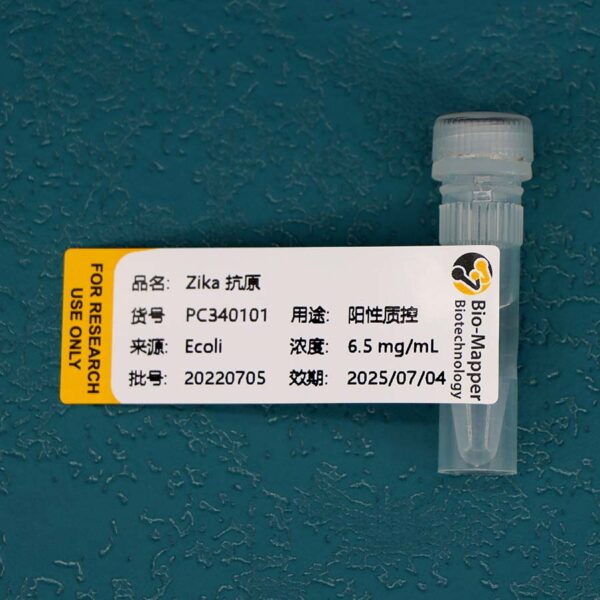 FOR RESEARCH
USE ONLY
品名: Zika 抗原
货号 PC340101 用途: 阳性质控
来源: Ecoli 浓度: 6.5 mg/mL
批号: 20220705 效期: 2025/07/04
Bio-Mapper
Biotechnology